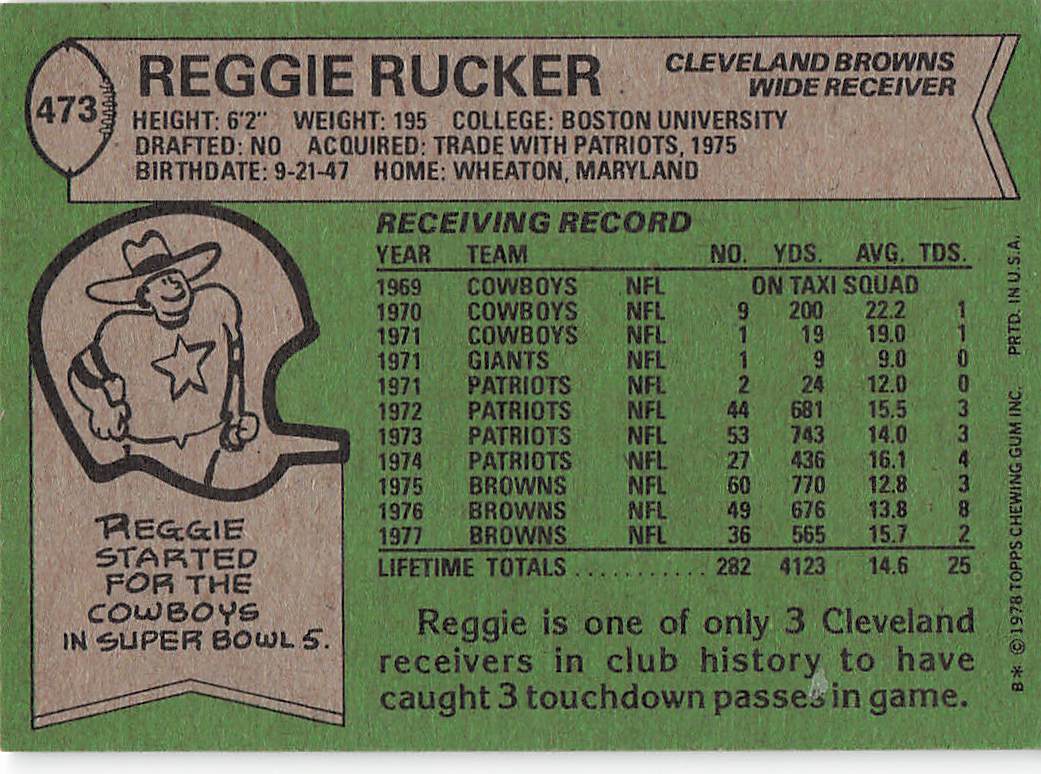 473
REGGIE RUCKER
CLEVELAND BROWNS
WIDE RECEIVER
HEIGHT: 6'2" WEIGHT: 195 COLLEGE: BOSTON UNIVERSITY
DRAFTED: NO ACQUIRED: TRADE WITH PATRIOTS, 1975
BIRTHDATE: 9-21-47 HOME: WHEATON, MARYLAND
RECEIVING RECORD
YEAR TEAM NO. YDS. AVG. TDS.
1969 COWBOYS NFL ON TAXI SQUAD
1970 COWBOYS NFL 9 200 22.2 1
1971 COWBOYS NFL 1 19 19.0 1
1971 GIANTS NFL 1 9 9.0 0
1971 PATRIOTS NFL 2 24 12.0 0
1972 PATRIOTS NFL 44 681 15.5 3
1973 PATRIOTS NFL 53 743 14.0 3
1974 PATRIOTS NFL 27 436 16.1 4
1975 BROWNS NFL 60 770 12.8 3
1976 BROWNS NFL 49 676 13.8 8
1977 BROWNS NFL 36 565 15.7 2
LIFETIME TOTALS . . . . . . . . . . . 282 4123 14.6 25
REGGIE
STARTED
FOR THE
COWBOYS
IN SUPER BOWL 5.
Reggie is one of only 3 Cleveland
receivers in club history to have
caught 3 touchdown passes in game.
B* ©1978 TOPPS CHEWING GUM INC. PRTD. IN U.S.A.